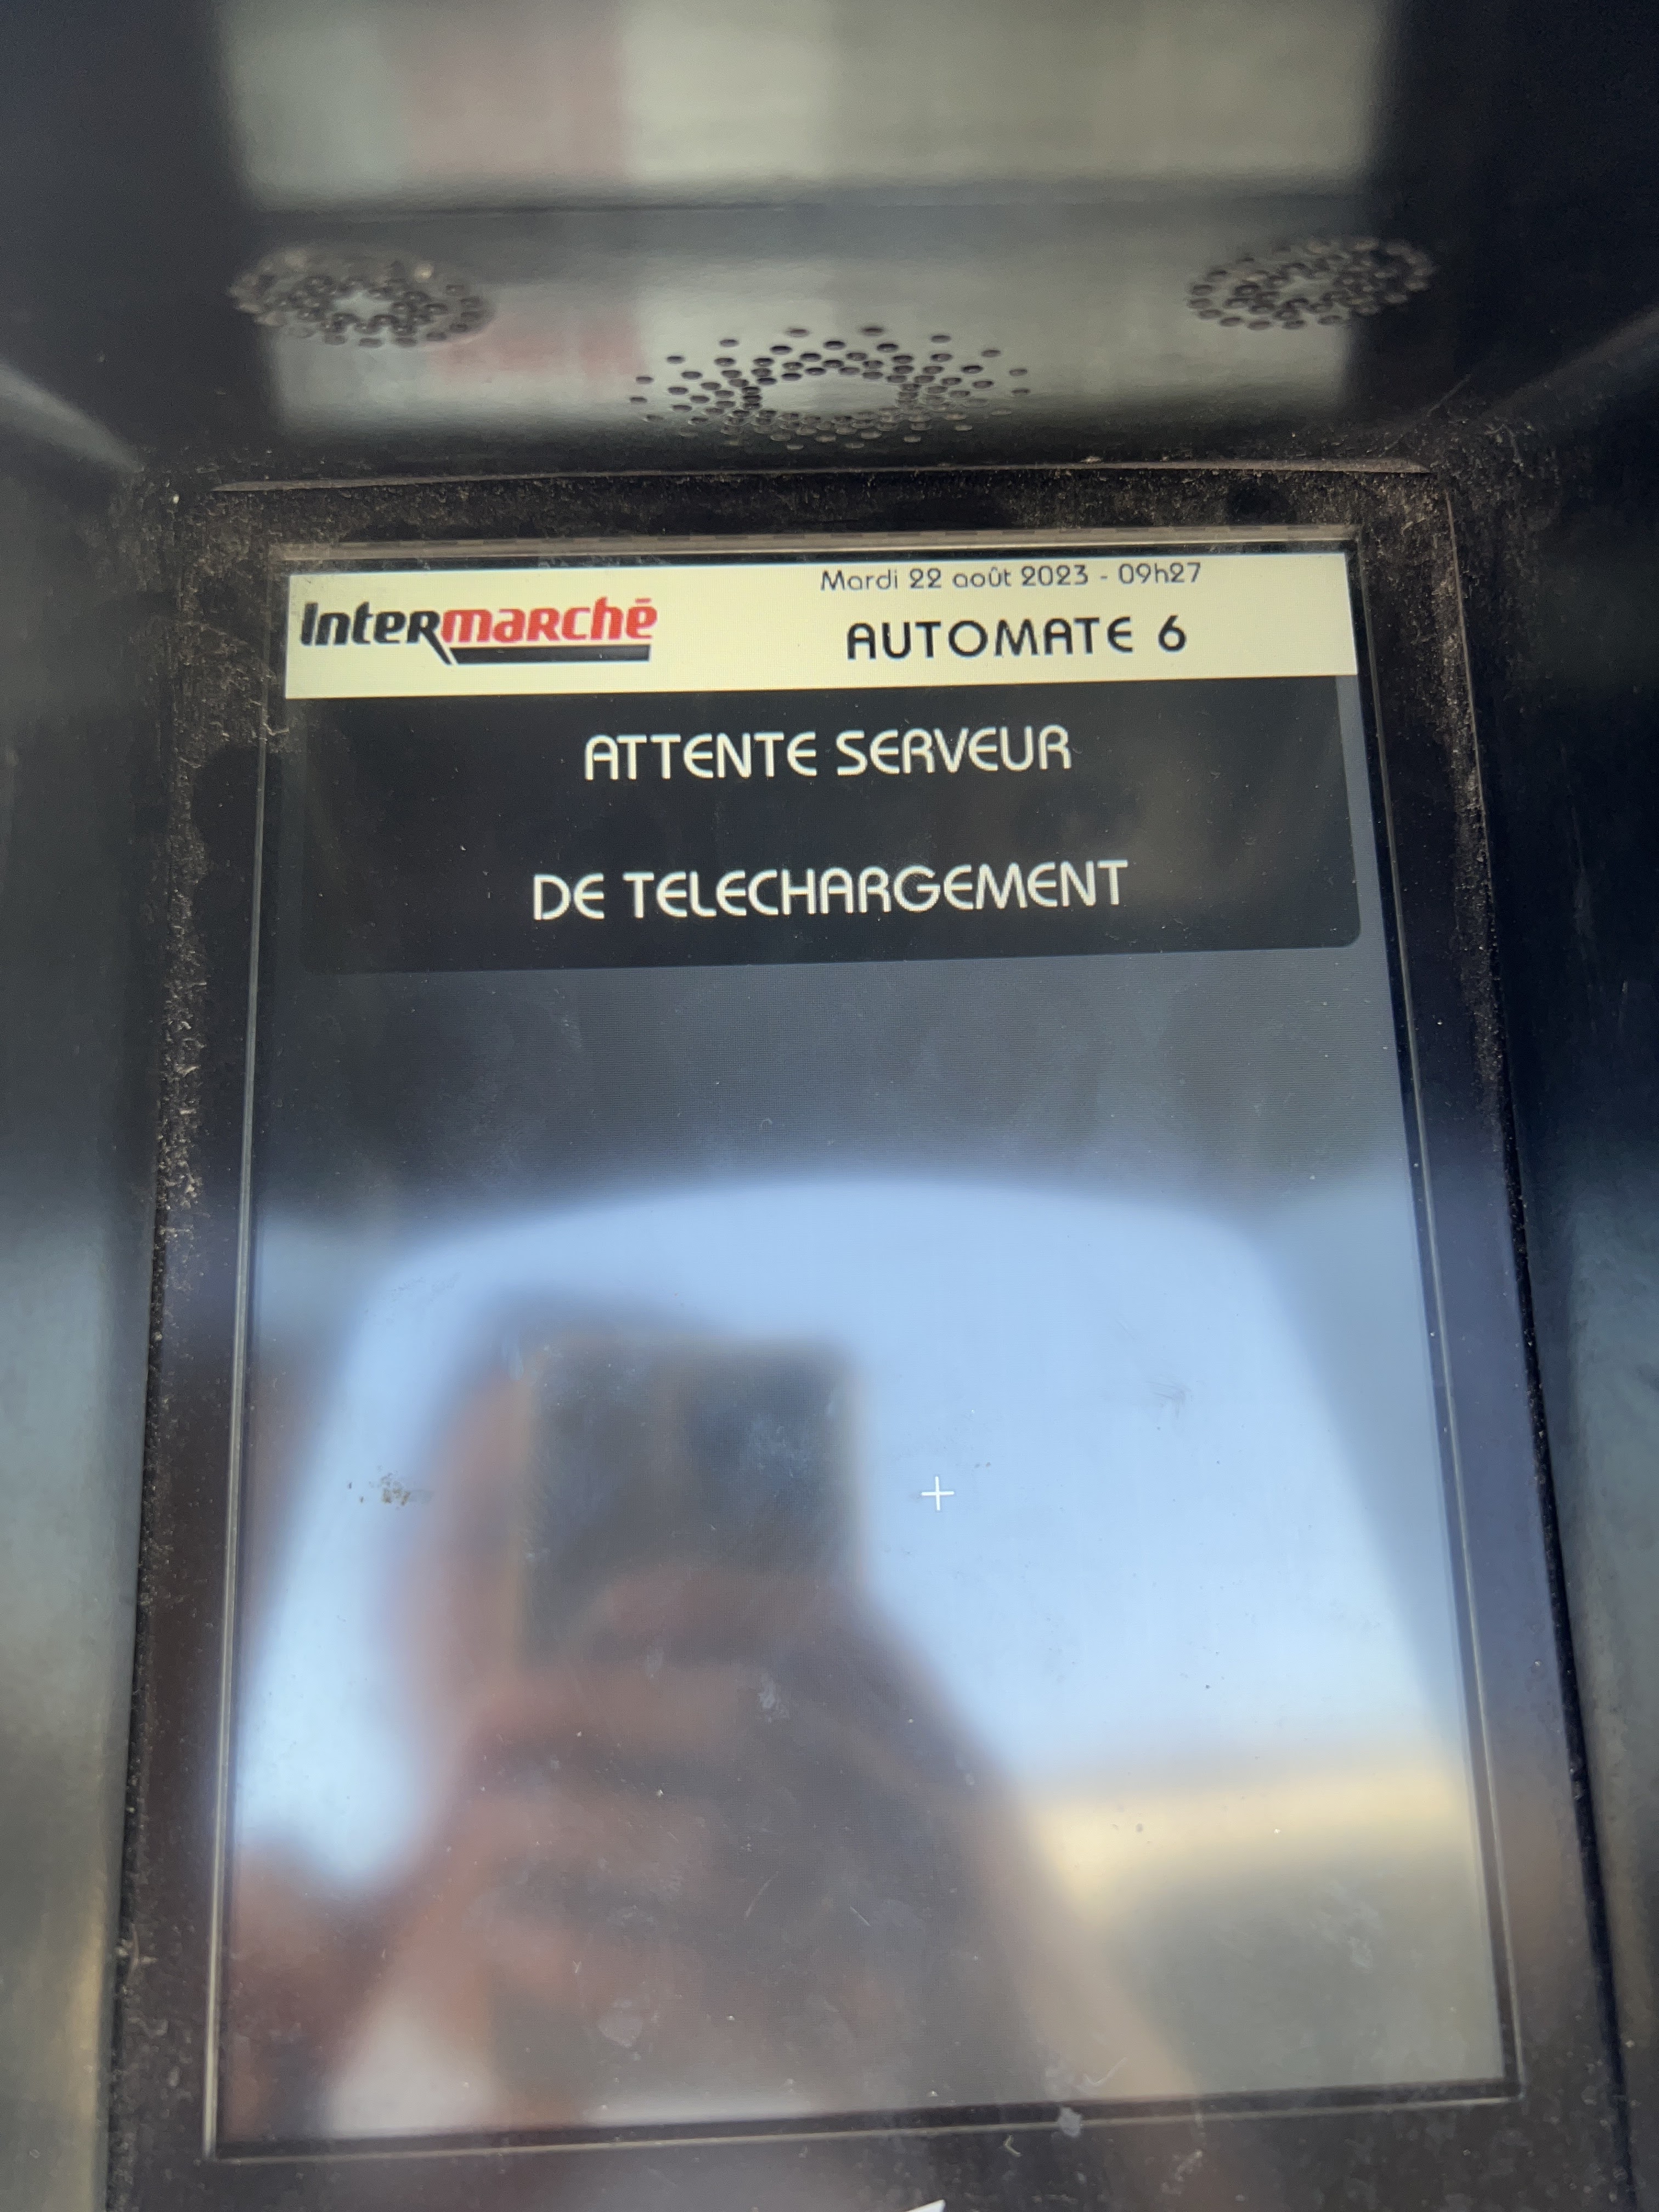 Mardi 22 août 2023 - 09h27
Intermarché
AUTOMATE 6
ATTENTE SERVEUR
DE TELECHARGEMENT